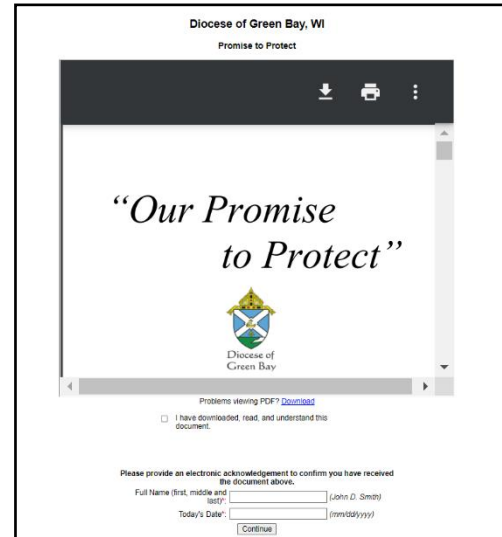 Diocese of Green Bay, WI
Promise to Protect
“Our Promise
to Protect”
Diocese of
Green Bay
Problems viewing PDF? Download
I have downloaded, read, and understand this
document.
Please provide an electronic acknowledgement to confirm you have received
the document above.
Full Name (first, middle and
last)*: (John D. Smith)
Today's Date*: (mm/dd/yyyy)
Continue